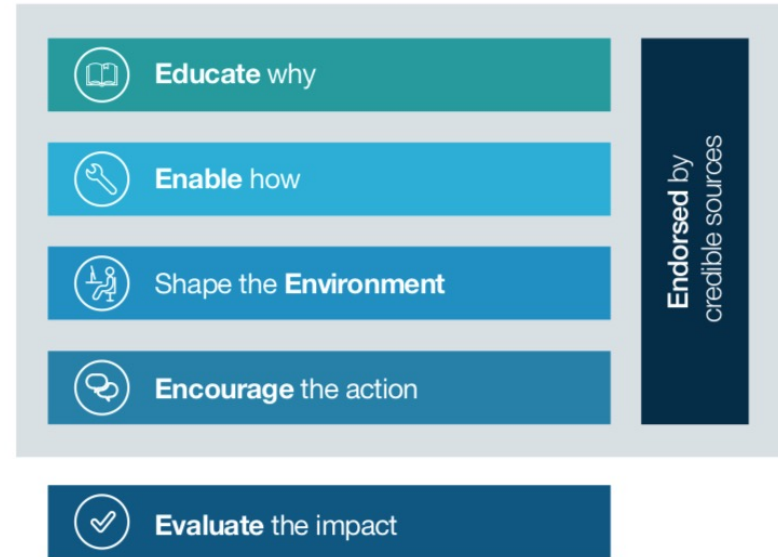 Educate why
Enable how
Shape the Environment
Encourage the action
Endorsed by
credible sources
Evaluate the impact